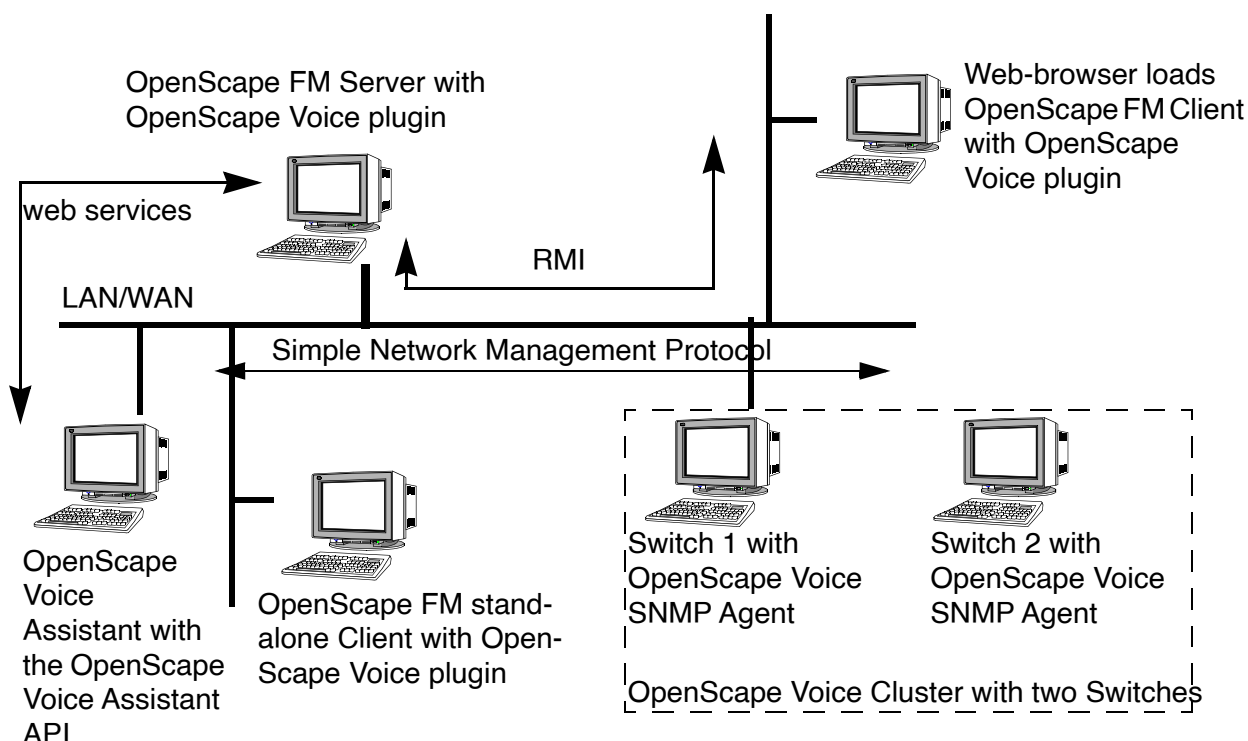 OpenScape FM Server with
OpenScape Voice plugin
Web-browser loads
OpenScape FM Client
with OpenScape
Voice plugin
web services
RMI
LAN/WAN
Simple Network Management Protocol
OpenScape
Voice
Assistant with
the OpenScape
Voice Assistant
API
OpenScape FM stand-
alone Client with Open-
Scape Voice plugin
Switch 1 with
OpenScape Voice
SNMP Agent
Switch 2 with
OpenScape Voice
SNMP Agent
OpenScape Voice Cluster with two Switches